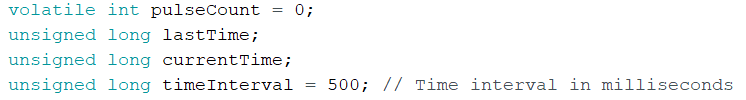 volatile int pulseCount = 0;
unsigned long lastTime;
unsigned long currentTime;
unsigned long timeInterval = 500; // Time interval in milliseconds